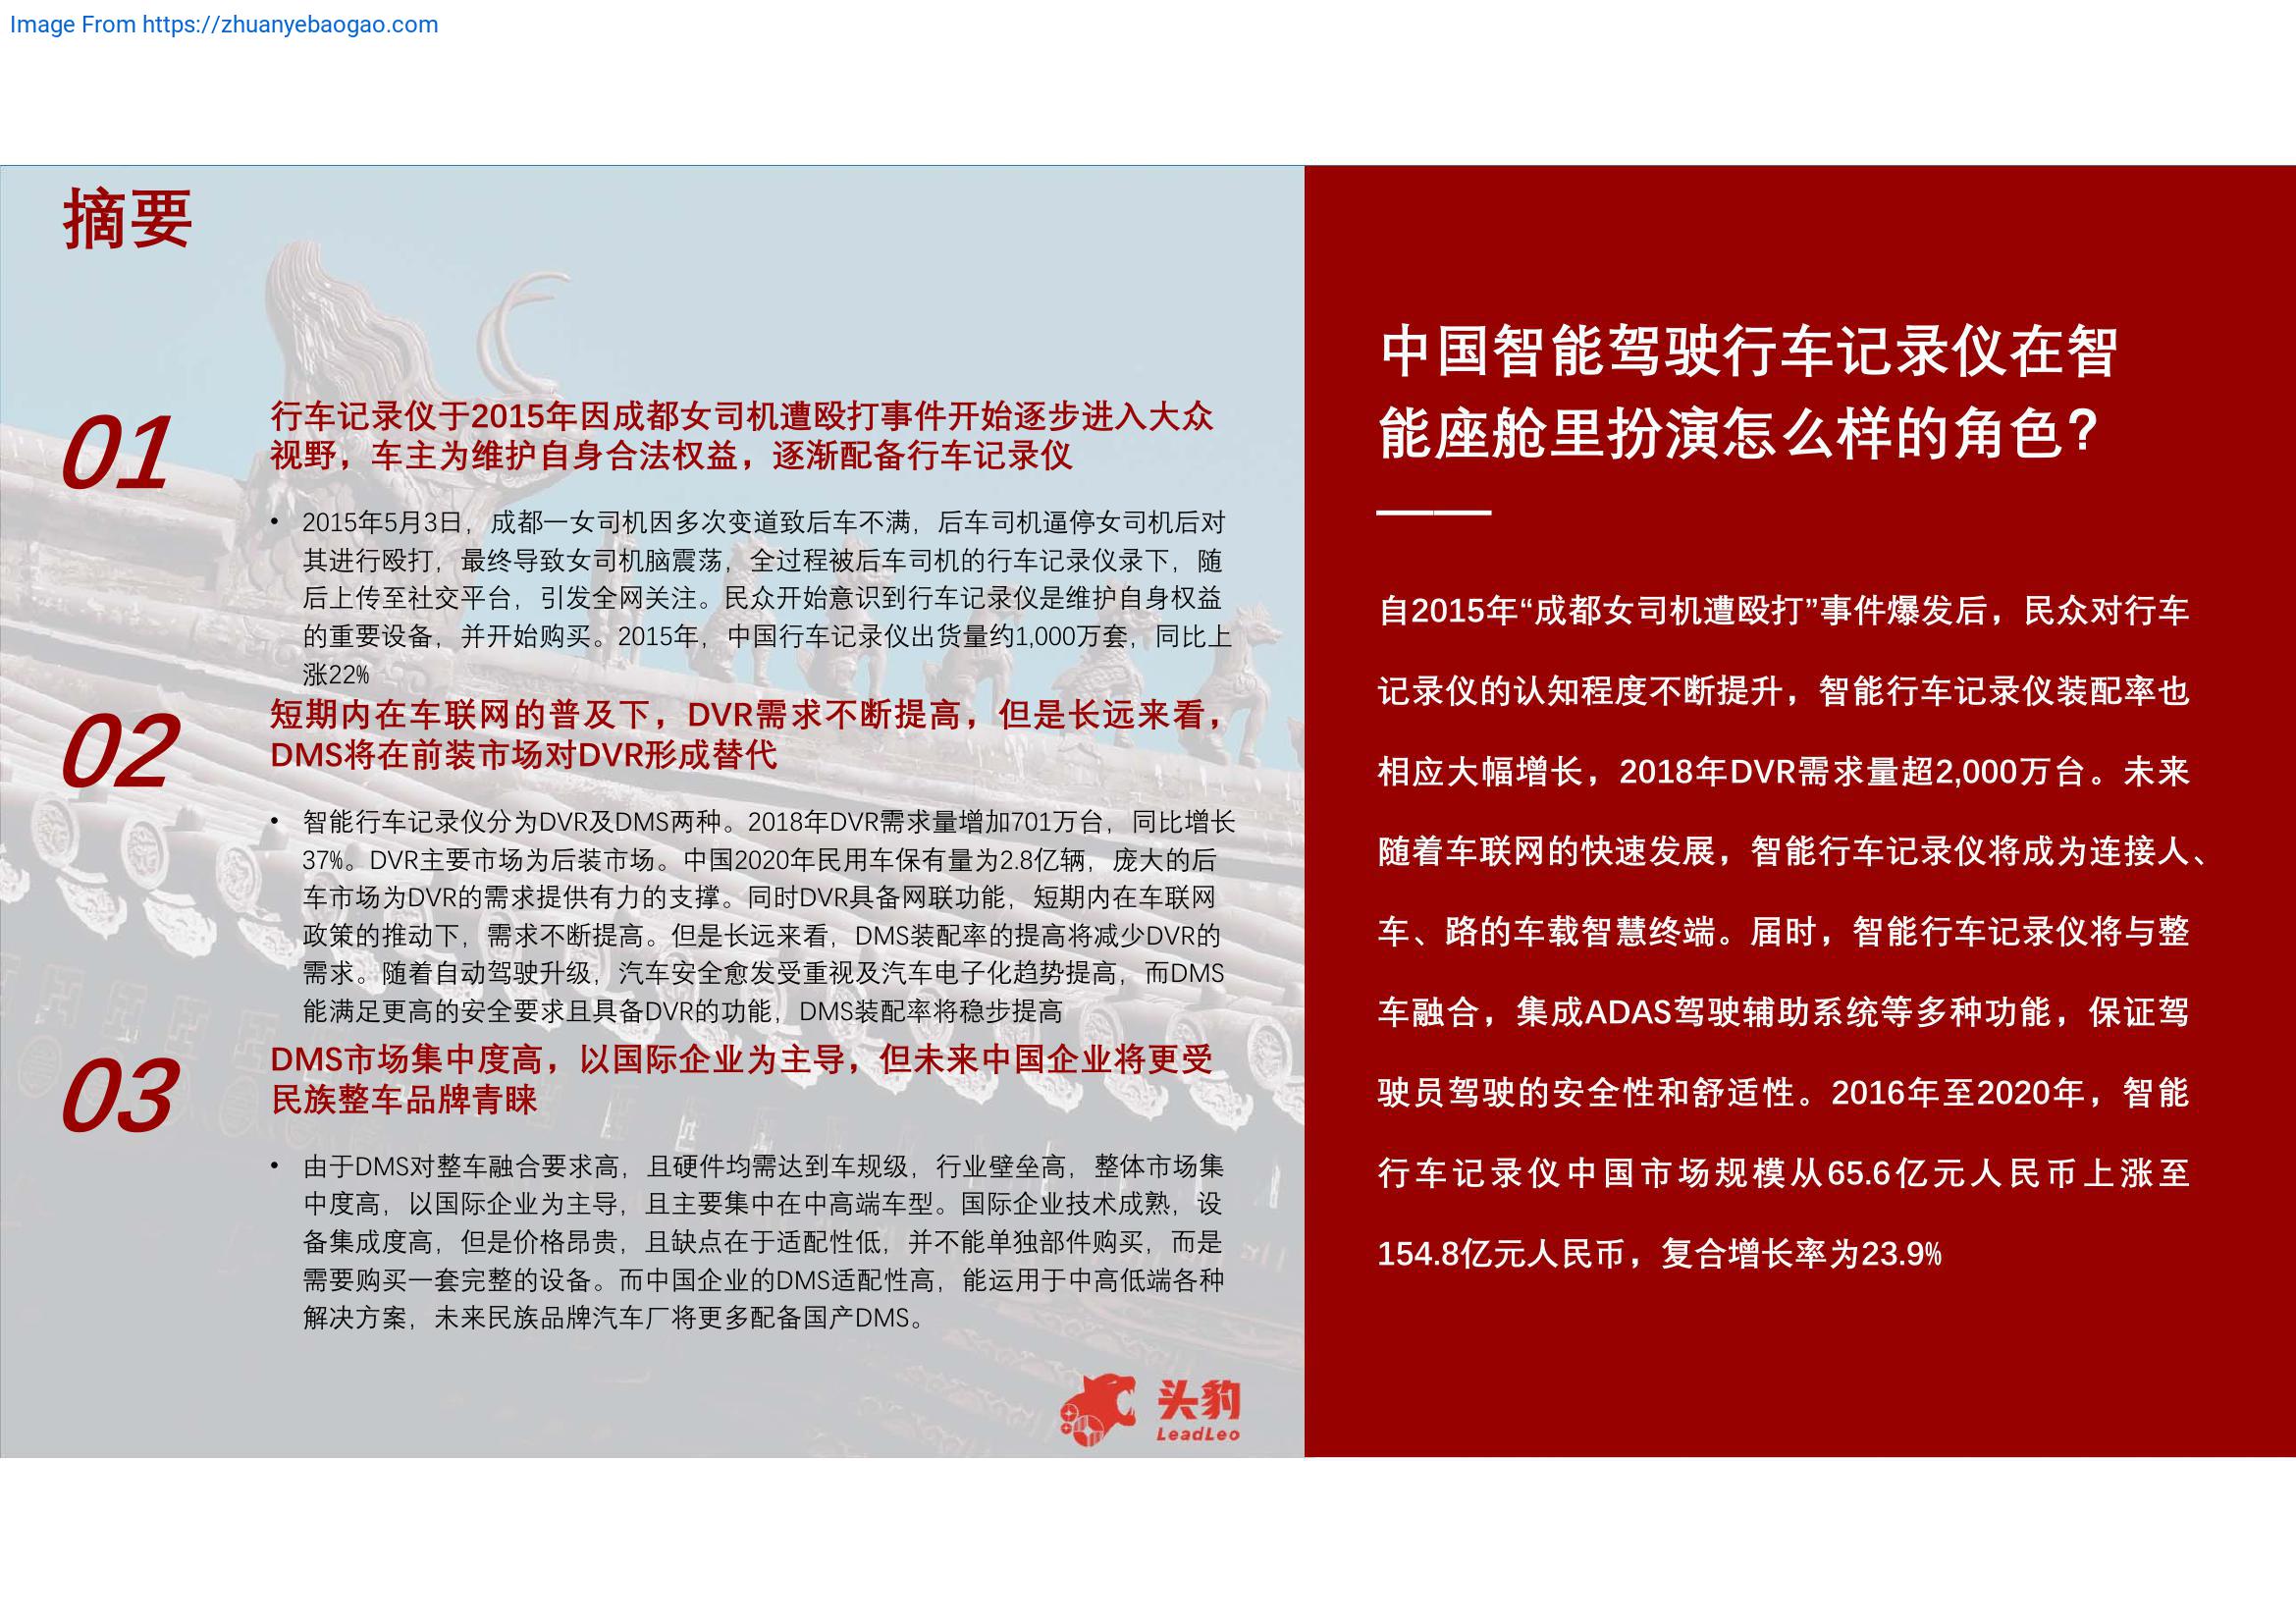 Image From https://zhuanyebaogao.com
摘要
01
行车记录仪于2015年因成都女司机遭殴打事件开始逐步进入大众
视野，车主为维护自身合法权益，逐渐配备行车记录仪
• 2015年5月3日，成都一女司机因多次变道致后车不满，后车司机逼停女司机后对
其进行殴打，最终导致女司机脑震荡，全过程被后车司机的行车记录仪录下，随
后上传至社交平台，引发全网关注。民众开始意识到行车记录仪是维护自身权益
的重要设备，并开始购买。2015年，中国行车记录仪出货量约1,000万套，同比上
涨22%
02
短期内在车联网的普及下，DVR需求不断提高，但是长远来看，
DMS将在前装市场对DVR形成替代
• 智能行车记录仪分为DVR及DMS两种。2018年DVR需求量增加701万台，同比增长
37%。DVR主要市场为后装市场。中国2020年民用车保有量为2.8亿辆，庞大的后
车市场为DVR的需求提供有力的支撑。同时DVR具备网联功能，短期内在车联网
政策的推动下，需求不断提高。但是长远来看，DMS装配率的提高将减少DVR的
需求。随着自动驾驶升级，汽车安全愈发受重视及汽车电子化趋势提高，而DMS
能满足更高的安全要求且具备DVR的功能，DMS装配率将稳步提高
03
DMS市场集中度高，以国际企业为主导，但未来中国企业将更受
民族整车品牌青睐
• 由于DMS对整车融合要求高，且硬件均需达到车规级，行业壁垒高，整体市场集
中度高，以国际企业为主导，且主要集中在中高端车型。国际企业技术成熟，设
备集成度高，但是价格昂贵，且缺点在于适配性低，并不能单独部件购买，而是
需要购买一套完整的设备。而中国企业的DMS适配性高，能运用于中高低端各种
解决方案，未来民族品牌汽车厂将更多配备国产DMS。
头豹
LeadLeo
中国智能驾驶行车记录仪在智
能座舱里扮演怎么样的角色？
自2015年“成都女司机遭殴打”事件爆发后，民众对行车
记录仪的认知程度不断提升，智能行车记录仪装配率也
相应大幅增长，2018年DVR需求量超2,000万台。未来
随着车联网的快速发展，智能行车记录仪将成为连接人、
车、路的车载智慧终端。届时，智能行车记录仪将与整
车融合，集成ADAS驾驶辅助系统等多种功能，保证驾
驶员驾驶的安全性和舒适性。2016年至2020年，智能
行车记录仪中国市场规模从65.6亿元人民币上涨至
154.8亿元人民币，复合增长率为23.9%